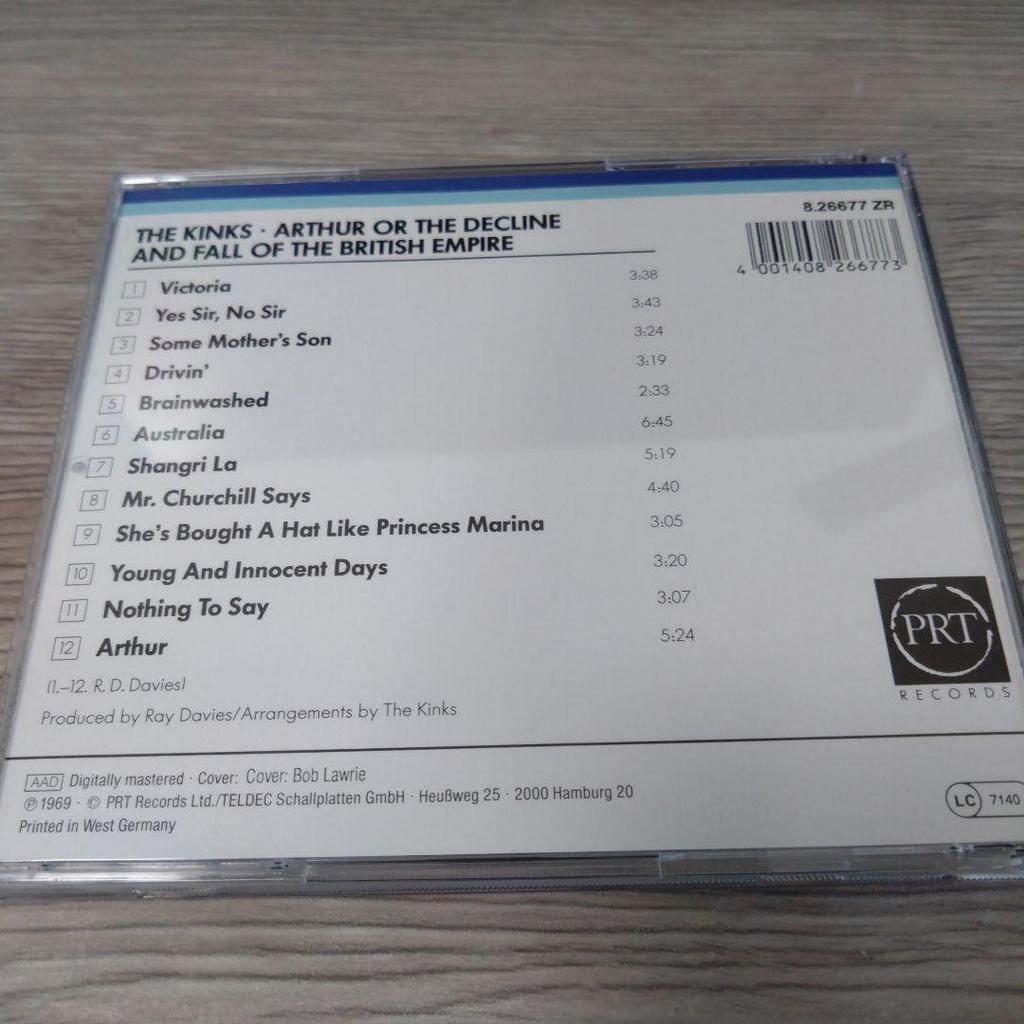 8.26677 ZR
THE KINKS · ARTHUR OR THE DECLINE
AND FALL OF THE BRITISH EMPIRE
4 001408 266773
1 Victoria 3:38
2 Yes Sir, No Sir 3:43
3 Some Mother's Son 3:24
4 Drivin' 3:19
5 Brainwashed 2:33
6 Australia 6:45
7 Shangri La 5:19
8 Mr. Churchill Says 4:40
9 She's Bought A Hat Like Princess Marina 3:05
10 Young And Innocent Days 3:20
11 Nothing To Say 3:07
12 Arthur 5:24
(1.–12. R. D. Davies)
Produced by Ray Davies/Arrangements by The Kinks
PRT
RECORDS
AAD Digitally mastered · Cover: Cover: Bob Lawrie
℗ 1969 · © PRT Records Ltd./TELDEC Schallplatten GmbH · Heußweg 25 · 2000 Hamburg 20
Printed in West Germany
LC 7140